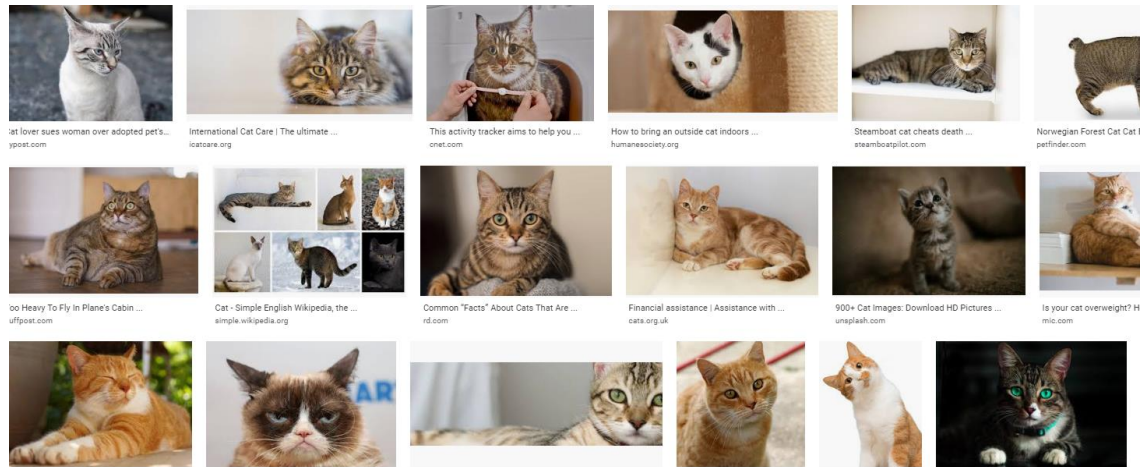 Cat lover sues woman over adopted pet's...
ypost.com
International Cat Care | The ultimate ...
icatcare.org
This activity tracker aims to help you ...
cnet.com
How to bring an outside cat indoors ...
humanesociety.org
Steamboat cat cheats death ...
steamboatpilot.com
Norwegian Forest Cat Cat
petfinder.com
oo Heavy To Fly In Plane's Cabin ...
uffpost.com
Cat - Simple English Wikipedia, the ...
simple.wikipedia.org
Common "Facts" About Cats That Are ...
rd.com
Financial assistance | Assistance with ...
cats.org.uk
900+ Cat Images: Download HD Pictures ...
unsplash.com
Is your cat overweight? H
mic.com
AR